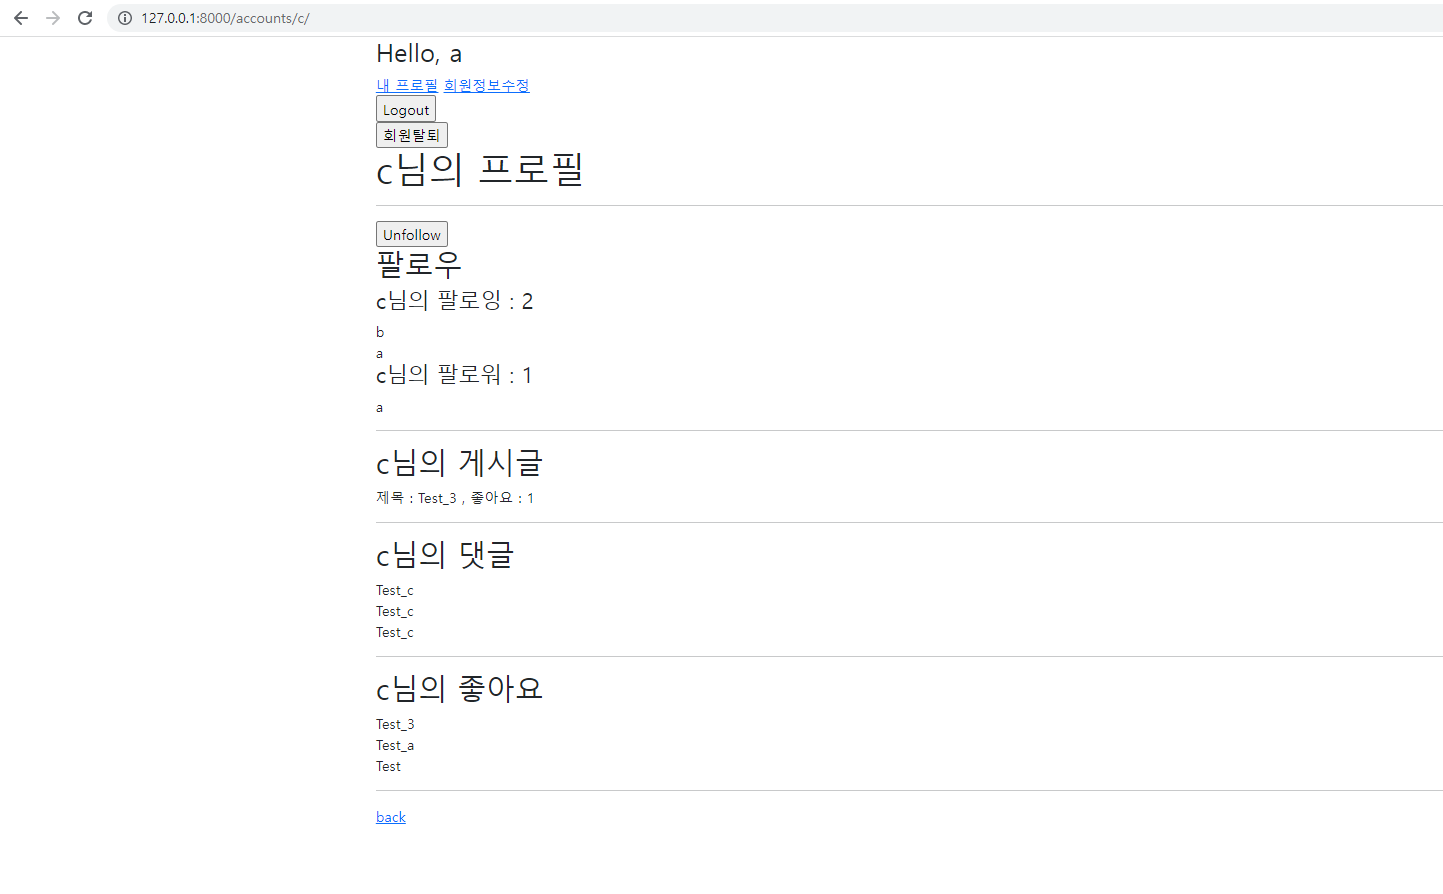 127.0.0.1:8000/accounts/c/
Hello, a
내 프로필 회원정보수정
Logout
회원탈퇴
c님의 프로필
Unfollow
팔로우
c님의 팔로잉 : 2
b
a
c님의 팔로워 : 1
a
c님의 게시글
제목 : Test_3 , 좋아요 : 1
c님의 댓글
Test_c
Test_c
Test_c
c님의 좋아요
Test_3
Test_a
Test
back